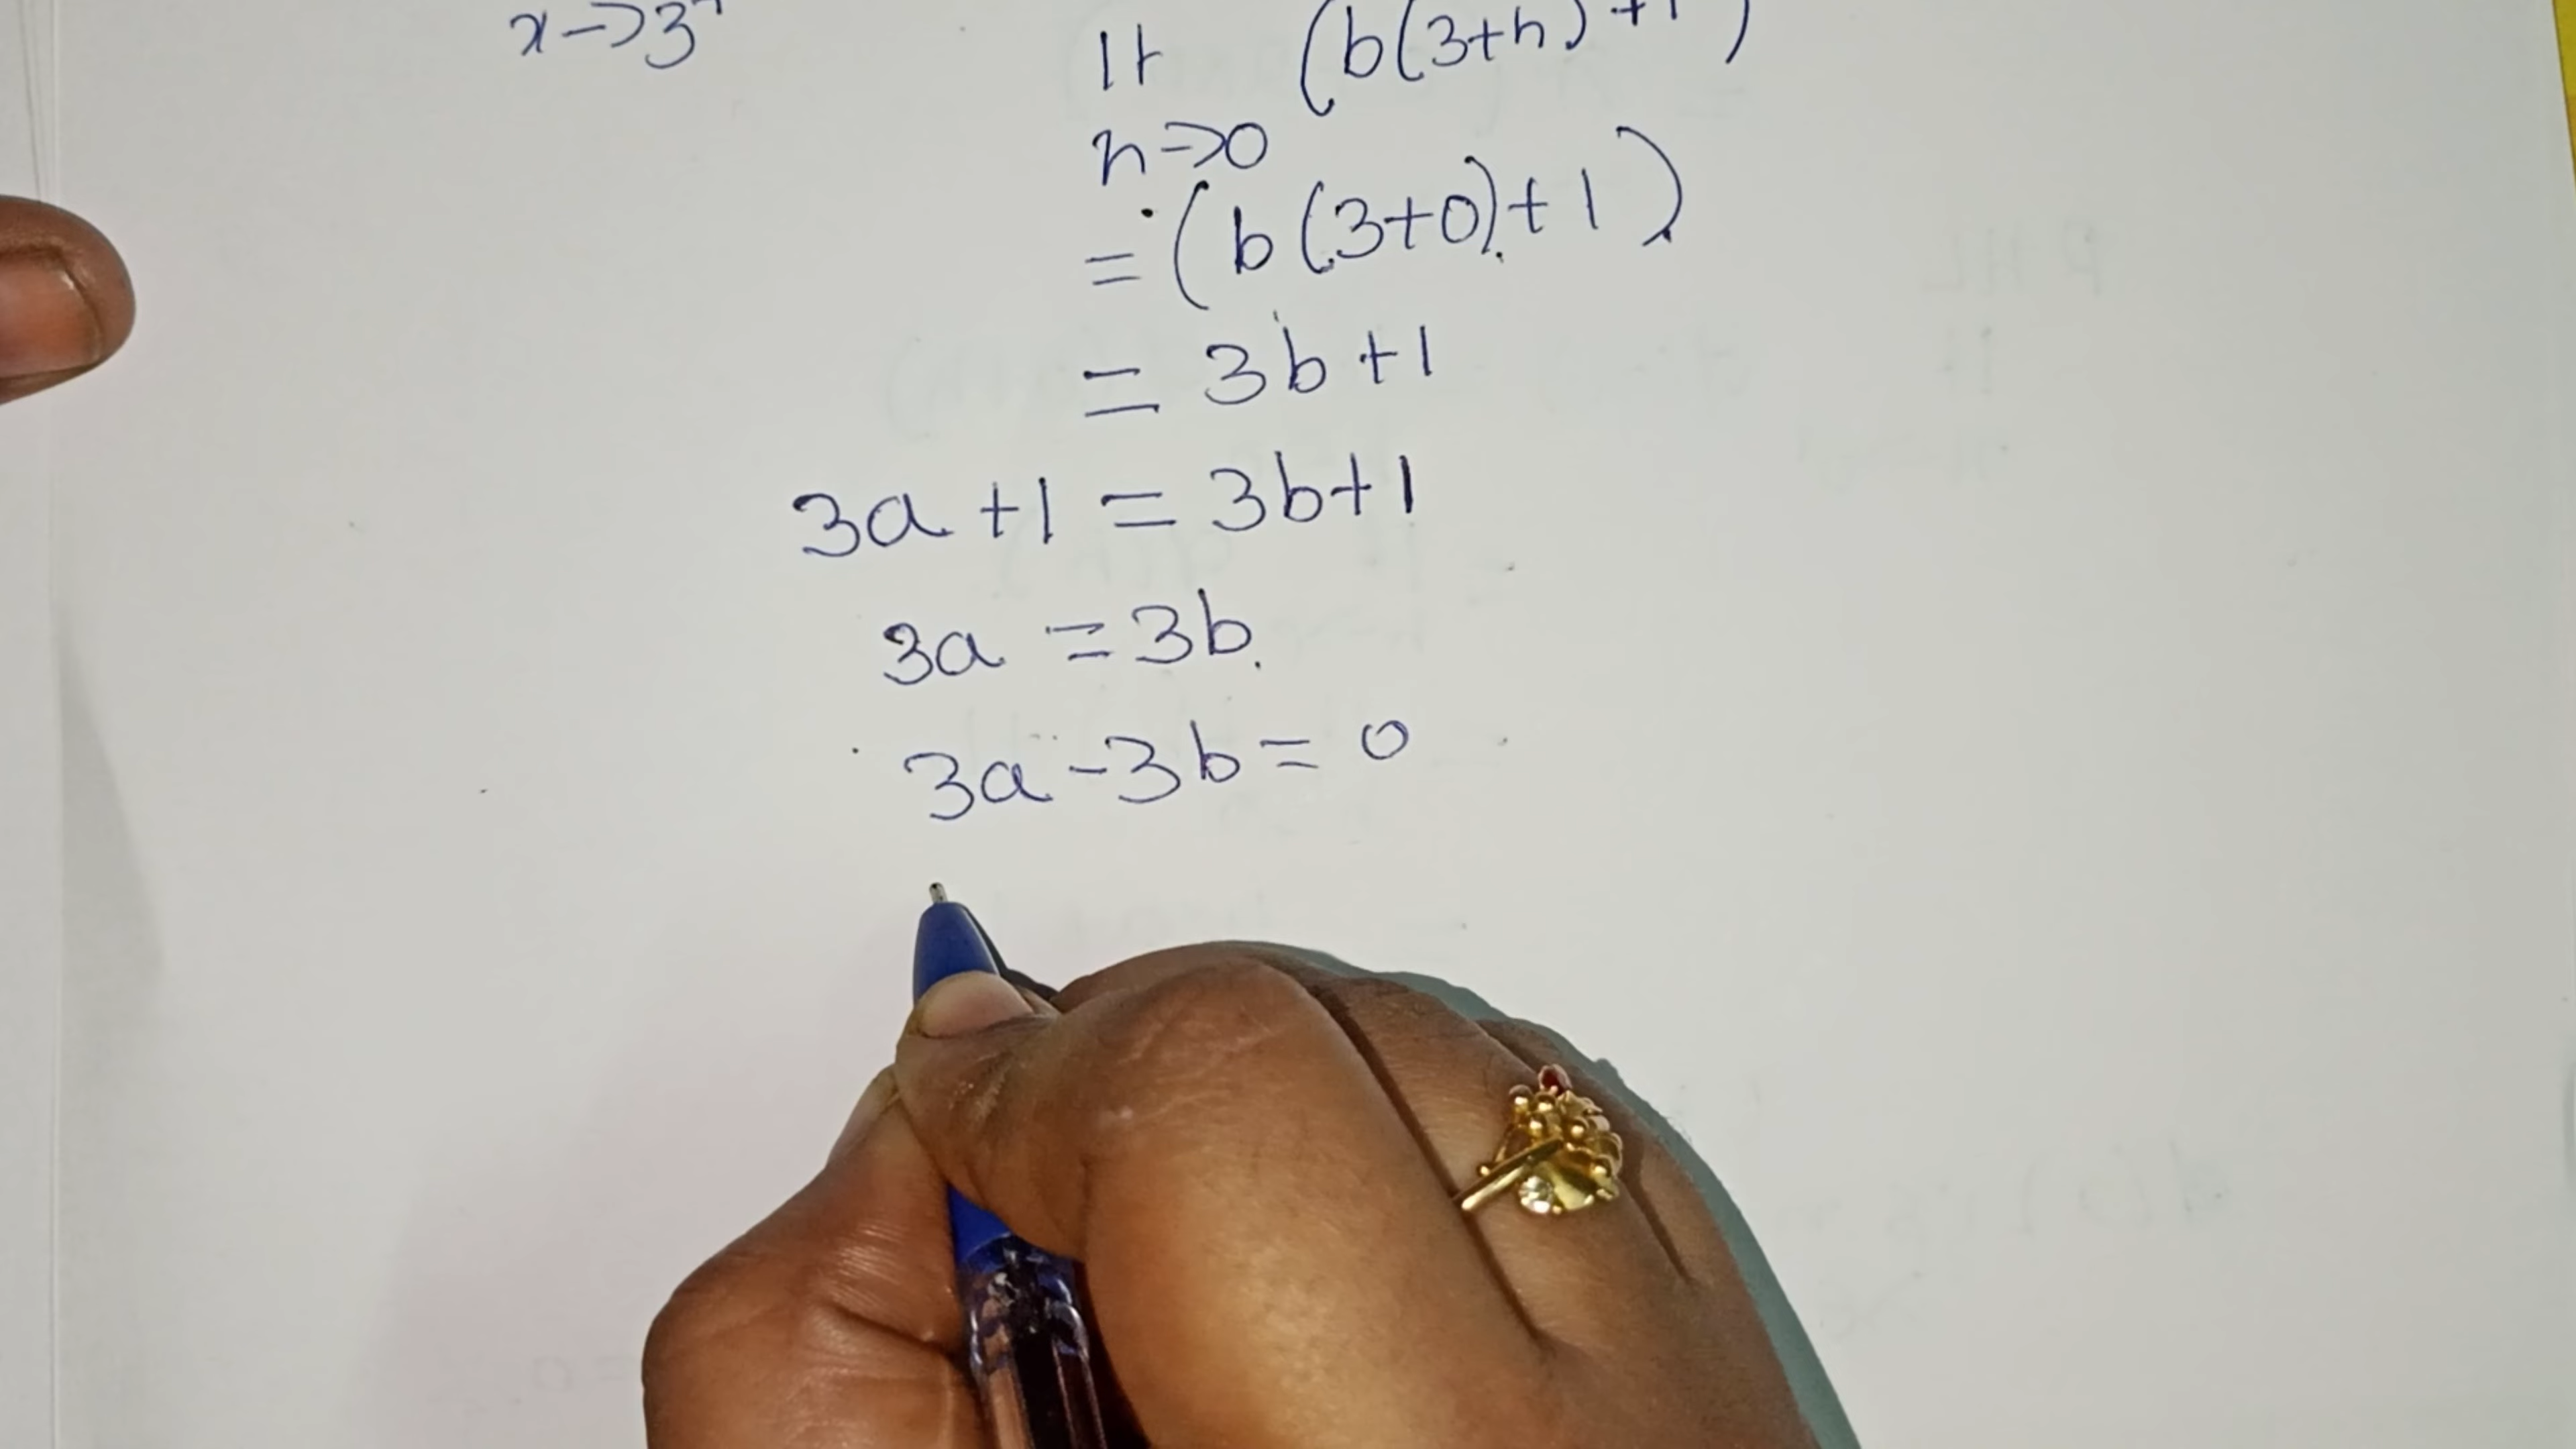 x->3+
lt (b(3+h)+1)
h->0
= (b(3+0)+1)
= 3b+1
3a+1 = 3b+1
3a = 3b.
3a-3b= 0